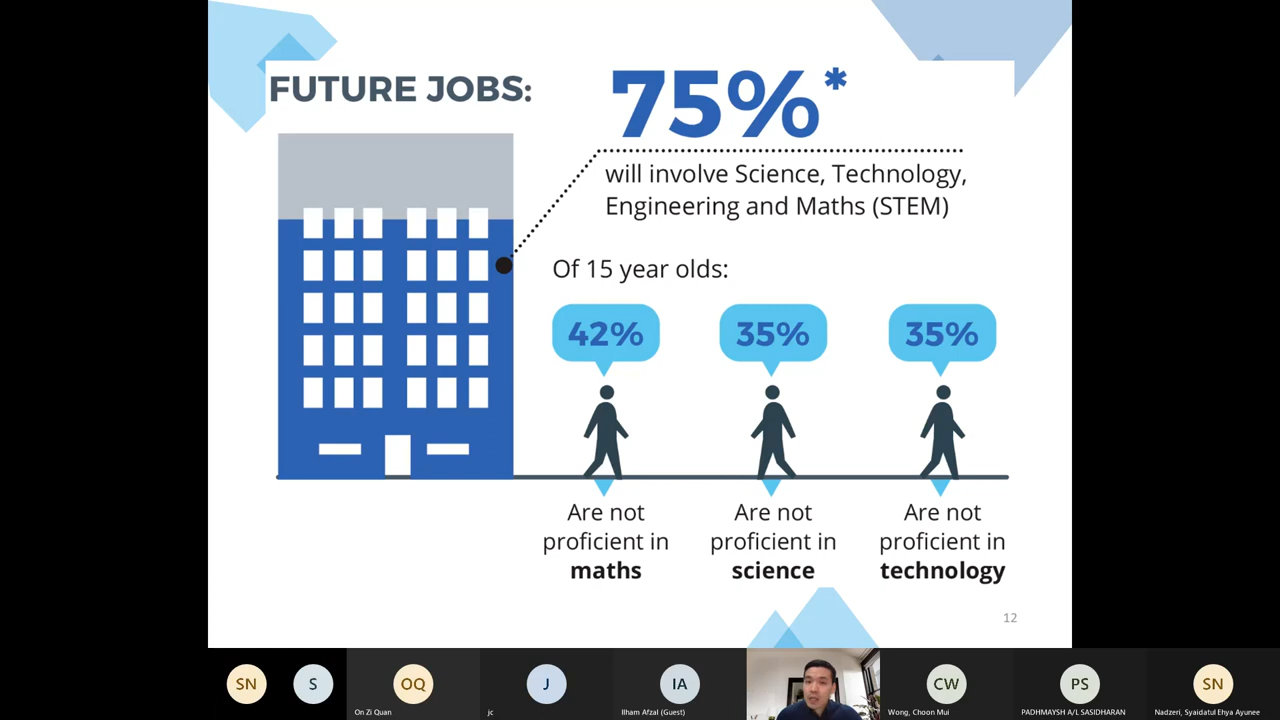 FUTURE JOBS:
75%*
will involve Science, Technology,
Engineering and Maths (STEM)
Of 15 year olds:
42%
35%
35%
Are not
proficient in
maths
Are not
proficient in
science
Are not
proficient in
technology
12
SN
S
OQ
On Zi Quan
J
jc
IA
Ilham Afzal (Guest)
CW
Wong, Choon Mui
PS
PADHMAYSH A/L SASIDHARAN
SN
Nadzeri, Syaidatul Ehya Ayunee